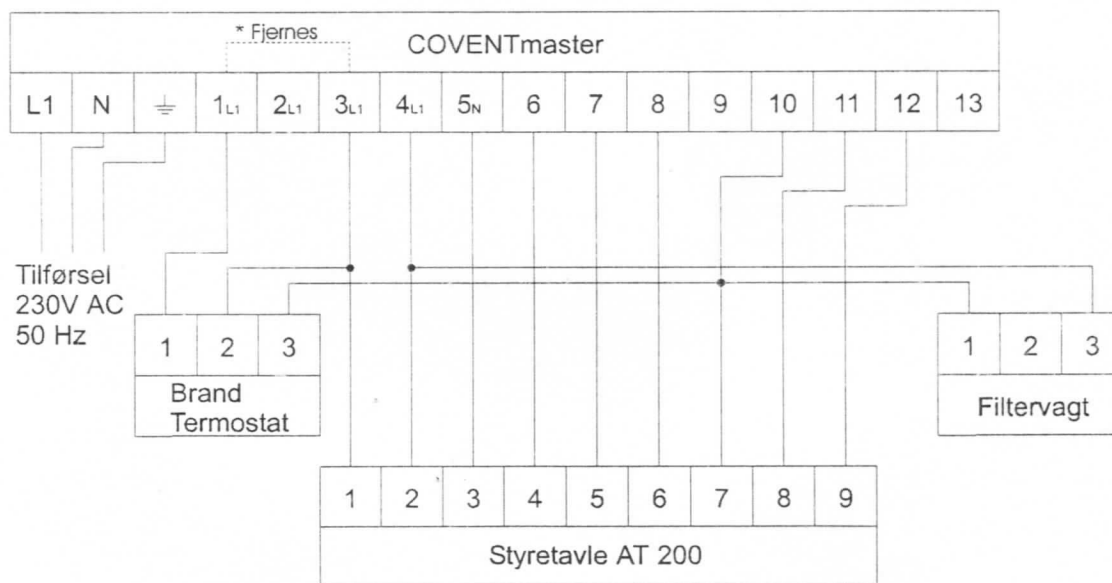 * Fjernes
COVENTmaster
L1 N ⏚ 1L1 2L1 3L1 4L1 5N 6 7 8 9 10 11 12 13
Tilførsel
230V AC
50 Hz
1 2 3
Brand
Termostat
1 2 3
Filtervagt
1 2 3 4 5 6 7 8 9
Styretavle AT 200